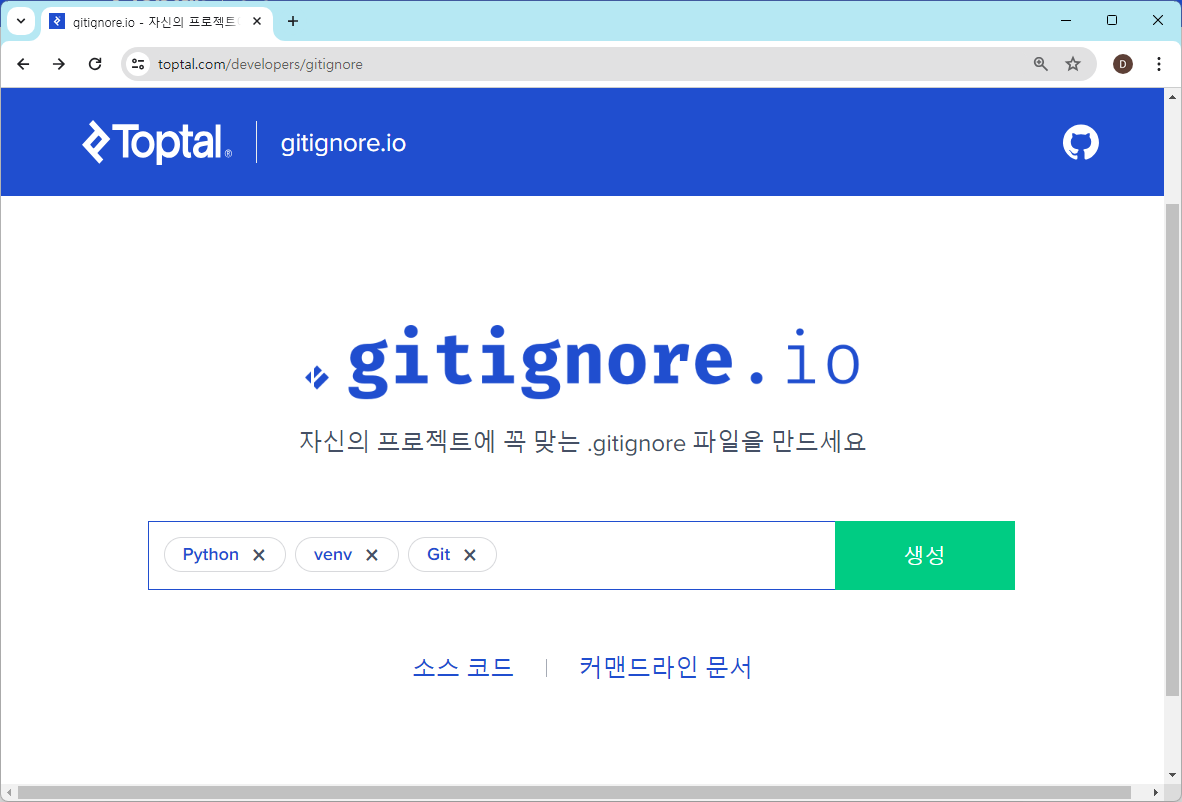 gitignore.io - 자신의 프로젝트에
toptal.com/developers/gitignore
D
Toptal® gitignore.io
.gitignore.io
자신의 프로젝트에 꼭 맞는 .gitignore 파일을 만드세요
Python venv Git 생성
소스 코드 커맨드라인 문서